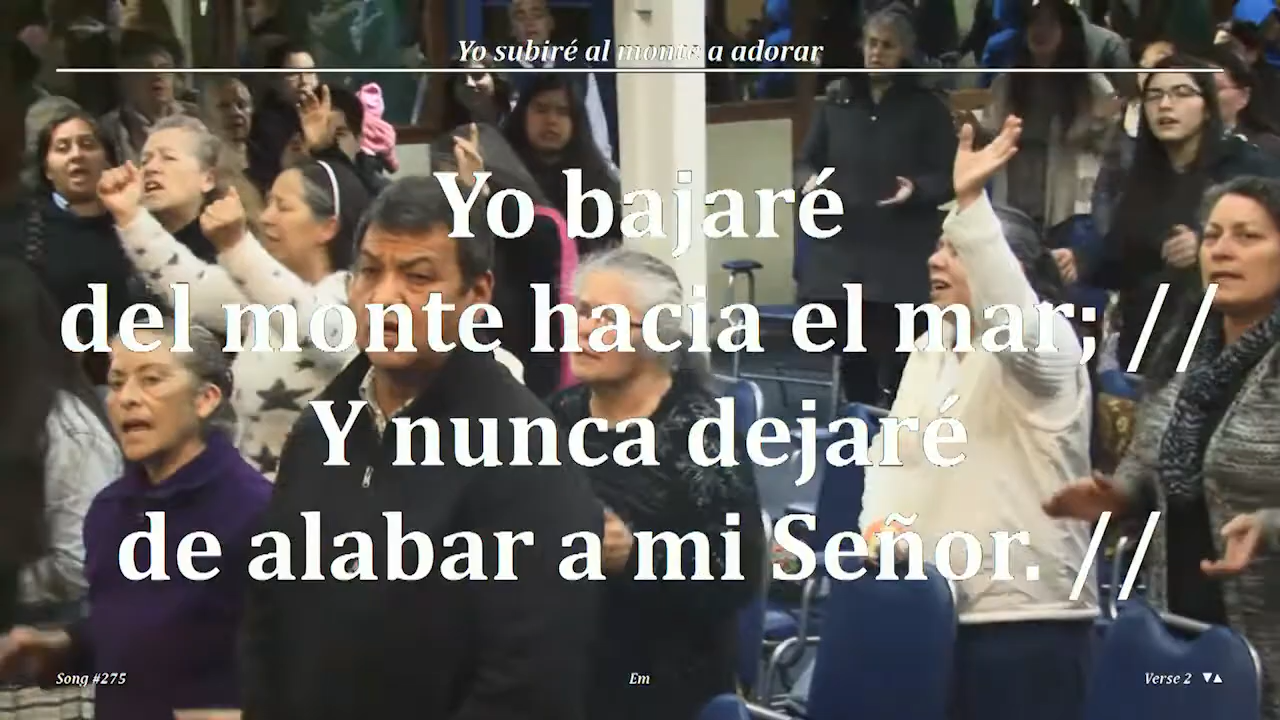 Yo subiré al monte a adorar
Yo bajaré
del monte hacia el mar; //
Y nunca dejaré
de alabar a mi Señor. //
Song #275
Em
Verse 2 ▼▲